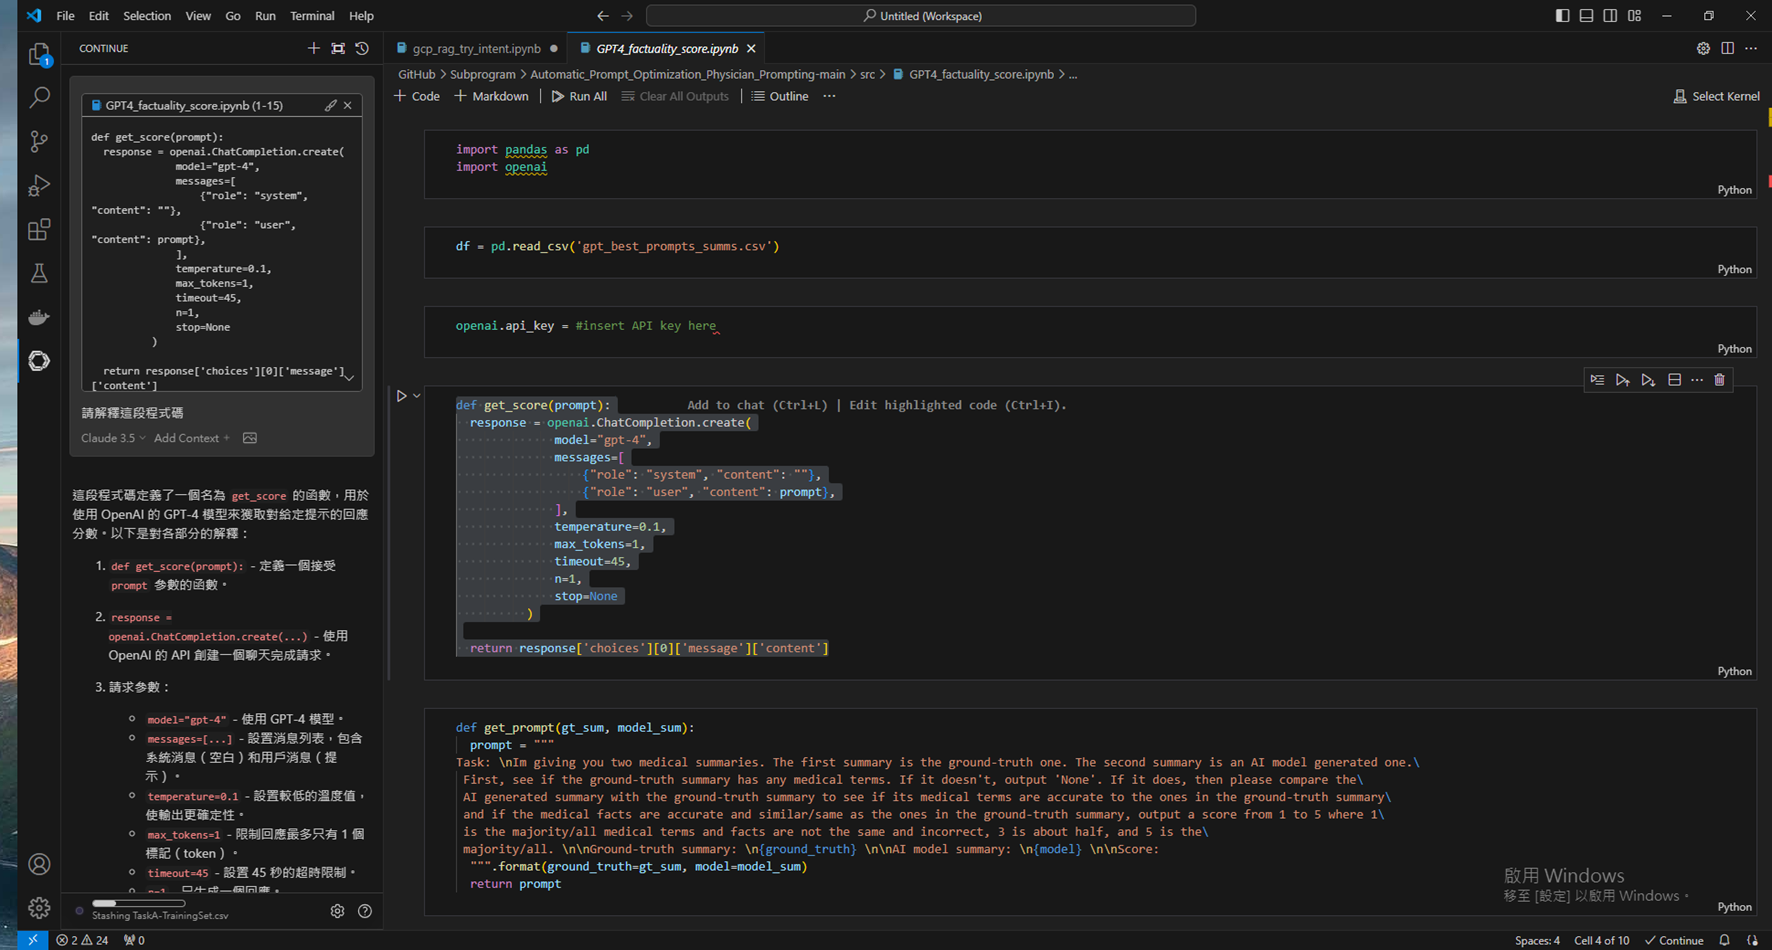 File Edit Selection View Go Run Terminal Help
Untitled (Workspace)
CONTINUE
1
GPT4_factuality_score.ipynb (1-15)
def get_score(prompt):
response = openai.ChatCompletion.create(
model="gpt-4",
messages=[
{"role": "system",
"content": ""},
{"role": "user",
"content": prompt},
],
temperature=0.1,
max_tokens=1,
timeout=45,
n=1,
stop=None
)
return response['choices'][0]['message']
['content']
請解釋這段程式碼
Claude 3.5 Add Context +
這段程式碼定義了一個名為 get_score 的函數，用於
使用 OpenAI 的 GPT-4 模型來獲取對給定提示的回應
分數。以下是對各部分的解釋：
1. def get_score(prompt): - 定義一個接受
prompt 參數的函數。
2. response =
openai.ChatCompletion.create(...) - 使用
OpenAI 的 API 創建一個聊天完成請求。
3. 請求參數：
model="gpt-4" - 使用 GPT-4 模型。
messages=[...] - 設置消息列表，包含
系統消息（空白）和用戶消息（提
示）。
temperature=0.1 - 設置較低的溫度值，
使輸出更確定性。
max_tokens=1 - 限制回應最多只有 1 個
標記（token）。
timeout=45 - 設置 45 秒的超時限制。
n=1 - 只生成一個回應。
Stashing TaskA-TrainingSet.csv
gcp_rag_try_intent.ipynb
GPT4_factuality_score.ipynb
GitHub > Subprogram > Automatic_Prompt_Optimization_Physician_Prompting-main > src > GPT4_factuality_score.ipynb > ...
+ Code + Markdown Run All Clear All Outputs Outline ...
Select Kernel
import pandas as pd
import openai
Python
df = pd.read_csv('gpt_best_prompts_summs.csv')
Python
openai.api_key = #insert API key here
Python
def get_score(prompt): Add to chat (Ctrl+L) | Edit highlighted code (Ctrl+I).
response = openai.ChatCompletion.create(
model="gpt-4",
messages=[
{"role": "system", "content": ""},
{"role": "user", "content": prompt},
],
temperature=0.1,
max_tokens=1,
timeout=45,
n=1,
stop=None
)
return response['choices'][0]['message']['content']
Python
def get_prompt(gt_sum, model_sum):
prompt = """
Task: \nIm giving you two medical summaries. The first summary is the ground-truth one. The second summary is an AI model generated one.\
First, see if the ground-truth summary has any medical terms. If it doesn't, output 'None'. If it does, then please compare the\
AI generated summary with the ground-truth summary to see if its medical terms are accurate to the ones in the ground-truth summary\
and if the medical facts are accurate and similar/same as the ones in the ground-truth summary, output a score from 1 to 5 where 1\
is the majority/all medical terms and facts are not the same and incorrect, 3 is about half, and 5 is the\
majority/all. \n\nGround-truth summary: \n{ground_truth} \n\nAI model summary: \n{model} \n\nScore:
""".format(ground_truth=gt_sum, model=model_sum)
return prompt
Python
啟用 Windows
移至 [設定] 以啟用 Windows。
2 24 0
Spaces: 4 Cell 4 of 10 Continue